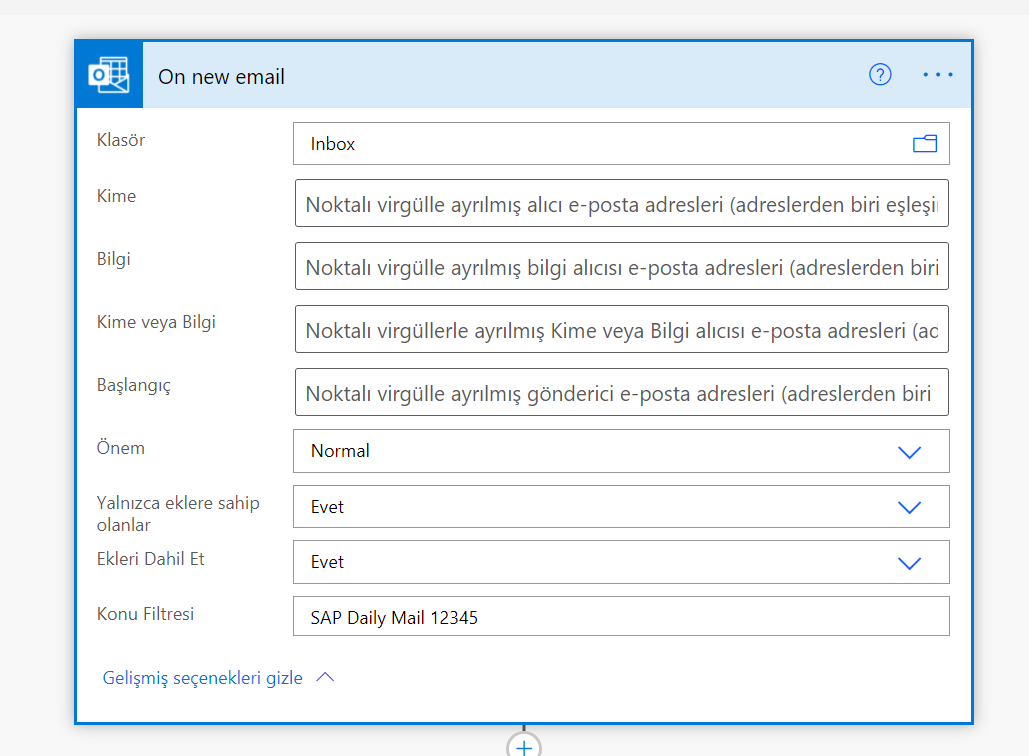 On new email
Klasör
Inbox
Kime
Noktalı virgülle ayrılmış alıcı e-posta adresleri (adreslerden biri eşleşi
Bilgi
Noktalı virgülle ayrılmış bilgi alıcısı e-posta adresleri (adreslerden biri
Kime veya Bilgi
Noktalı virgüllerle ayrılmış Kime veya Bilgi alıcısı e-posta adresleri (ad
Başlangıç
Noktalı virgülle ayrılmış gönderici e-posta adresleri (adreslerden biri
Önem
Normal
Yalnızca eklere sahip
olanlar
Evet
Ekleri Dahil Et
Evet
Konu Filtresi
SAP Daily Mail 12345
Gelişmiş seçenekleri gizle